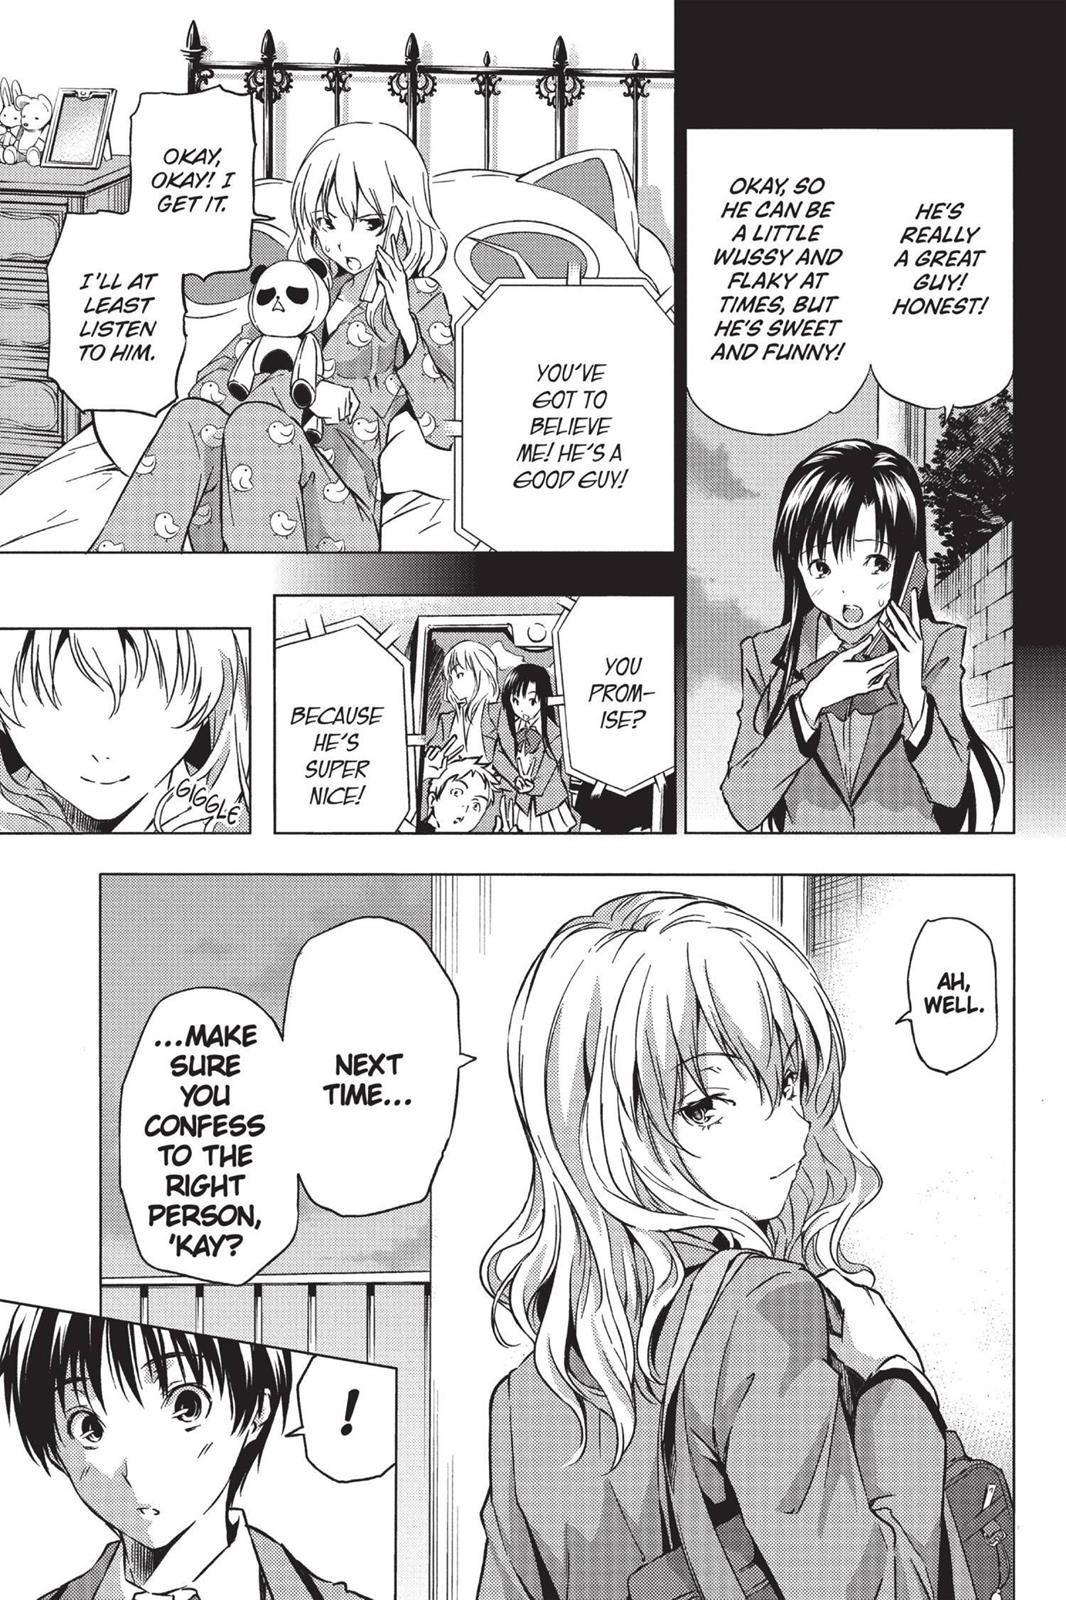 HE'S
REALLY
A GREAT
GUY!
HONEST!
OKAY, SO
HE CAN BE
A LITTLE
WUSSY AND
FLAKY AT
TIMES, BUT
HE'S SWEET
AND FUNNY!
YOU'VE
GOT TO
BELIEVE
ME! HE'S A
GOOD GUY!
OKAY,
OKAY! I
GET IT.
I'LL AT
LEAST
LISTEN
TO HIM.
YOU
PROM-
ISE?
BECAUSE
HE'S
SUPER
NICE!
GIGGLE
AH,
WELL.
NEXT
TIME...
...MAKE
SURE
YOU
CONFESS
TO THE
RIGHT
PERSON,
'KAY?
!